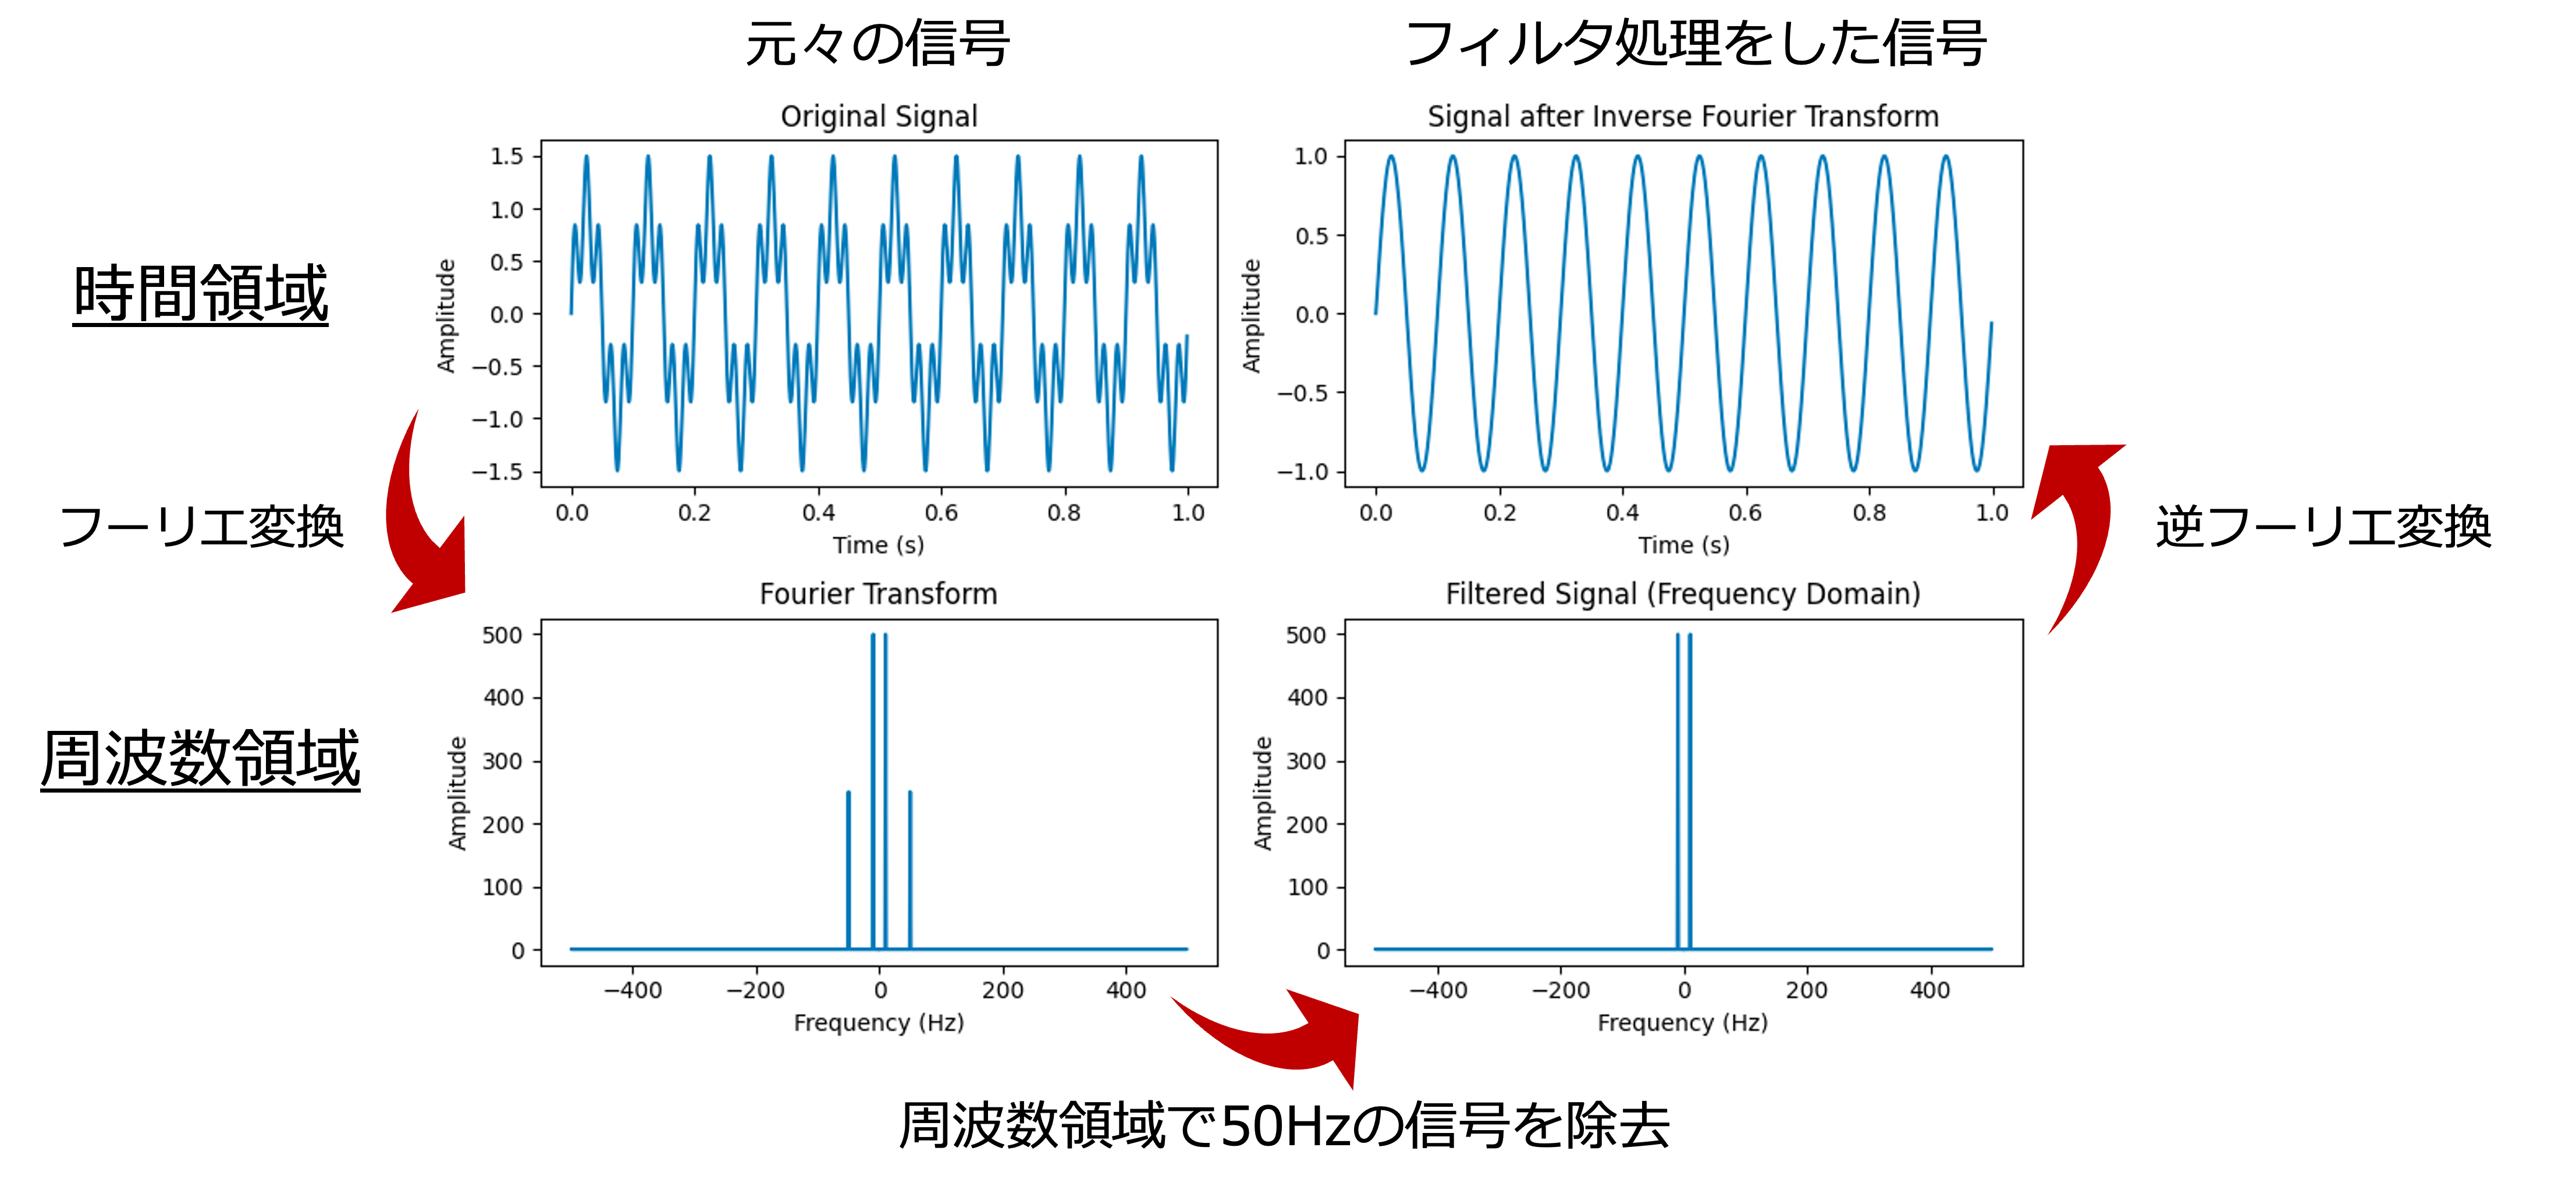 元々の信号
フィルタ処理をした信号
Original Signal
Signal after Inverse Fourier Transform
時間領域
Amplitude
1.5
1.0
0.5
0.0
−0.5
−1.0
−1.5
0.0 0.2 0.4 0.6 0.8 1.0
Time (s)
Amplitude
1.0
0.5
0.0
−0.5
−1.0
0.0 0.2 0.4 0.6 0.8 1.0
Time (s)
フーリエ変換
逆フーリエ変換
Fourier Transform
Filtered Signal (Frequency Domain)
周波数領域
Amplitude
500
400
300
200
100
0
−400 −200 0 200 400
Frequency (Hz)
Amplitude
500
400
300
200
100
0
−400 −200 0 200 400
Frequency (Hz)
周波数領域で50Hzの信号を除去